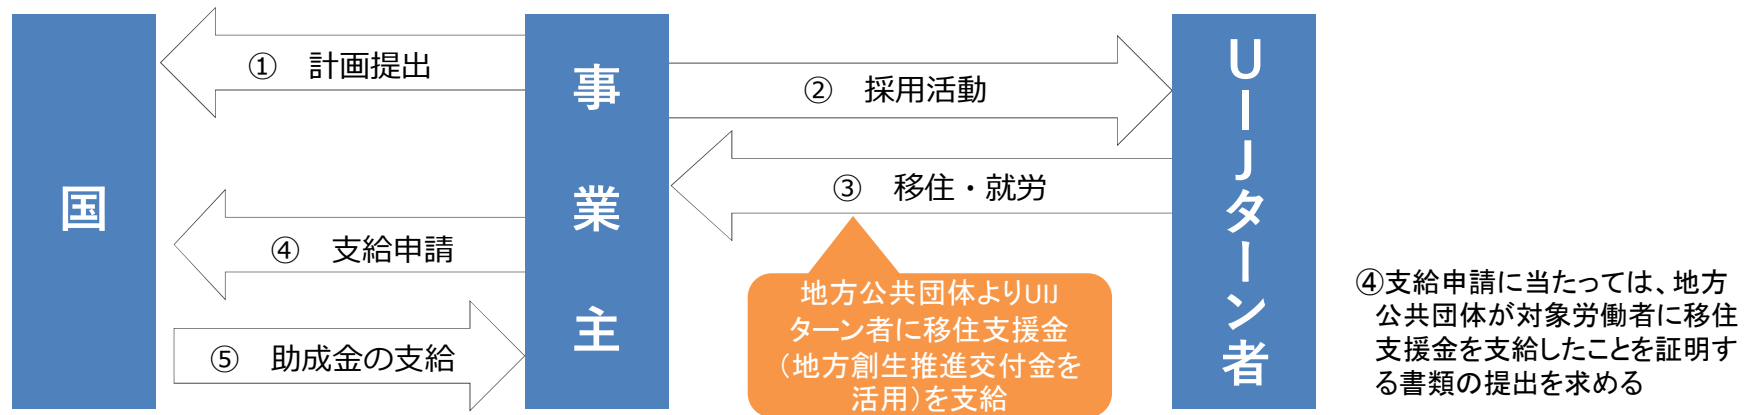 国
① 計画提出
事業主
② 採用活動
UIJターン者
③ 移住・就労
④ 支給申請
⑤ 助成金の支給
地方公共団体よりUIJ
ターン者に移住支援金
（地方創生推進交付金を
活用）を支給
④支給申請に当たっては、地方
公共団体が対象労働者に移住
支援金を支給したことを証明す
る書類の提出を求める